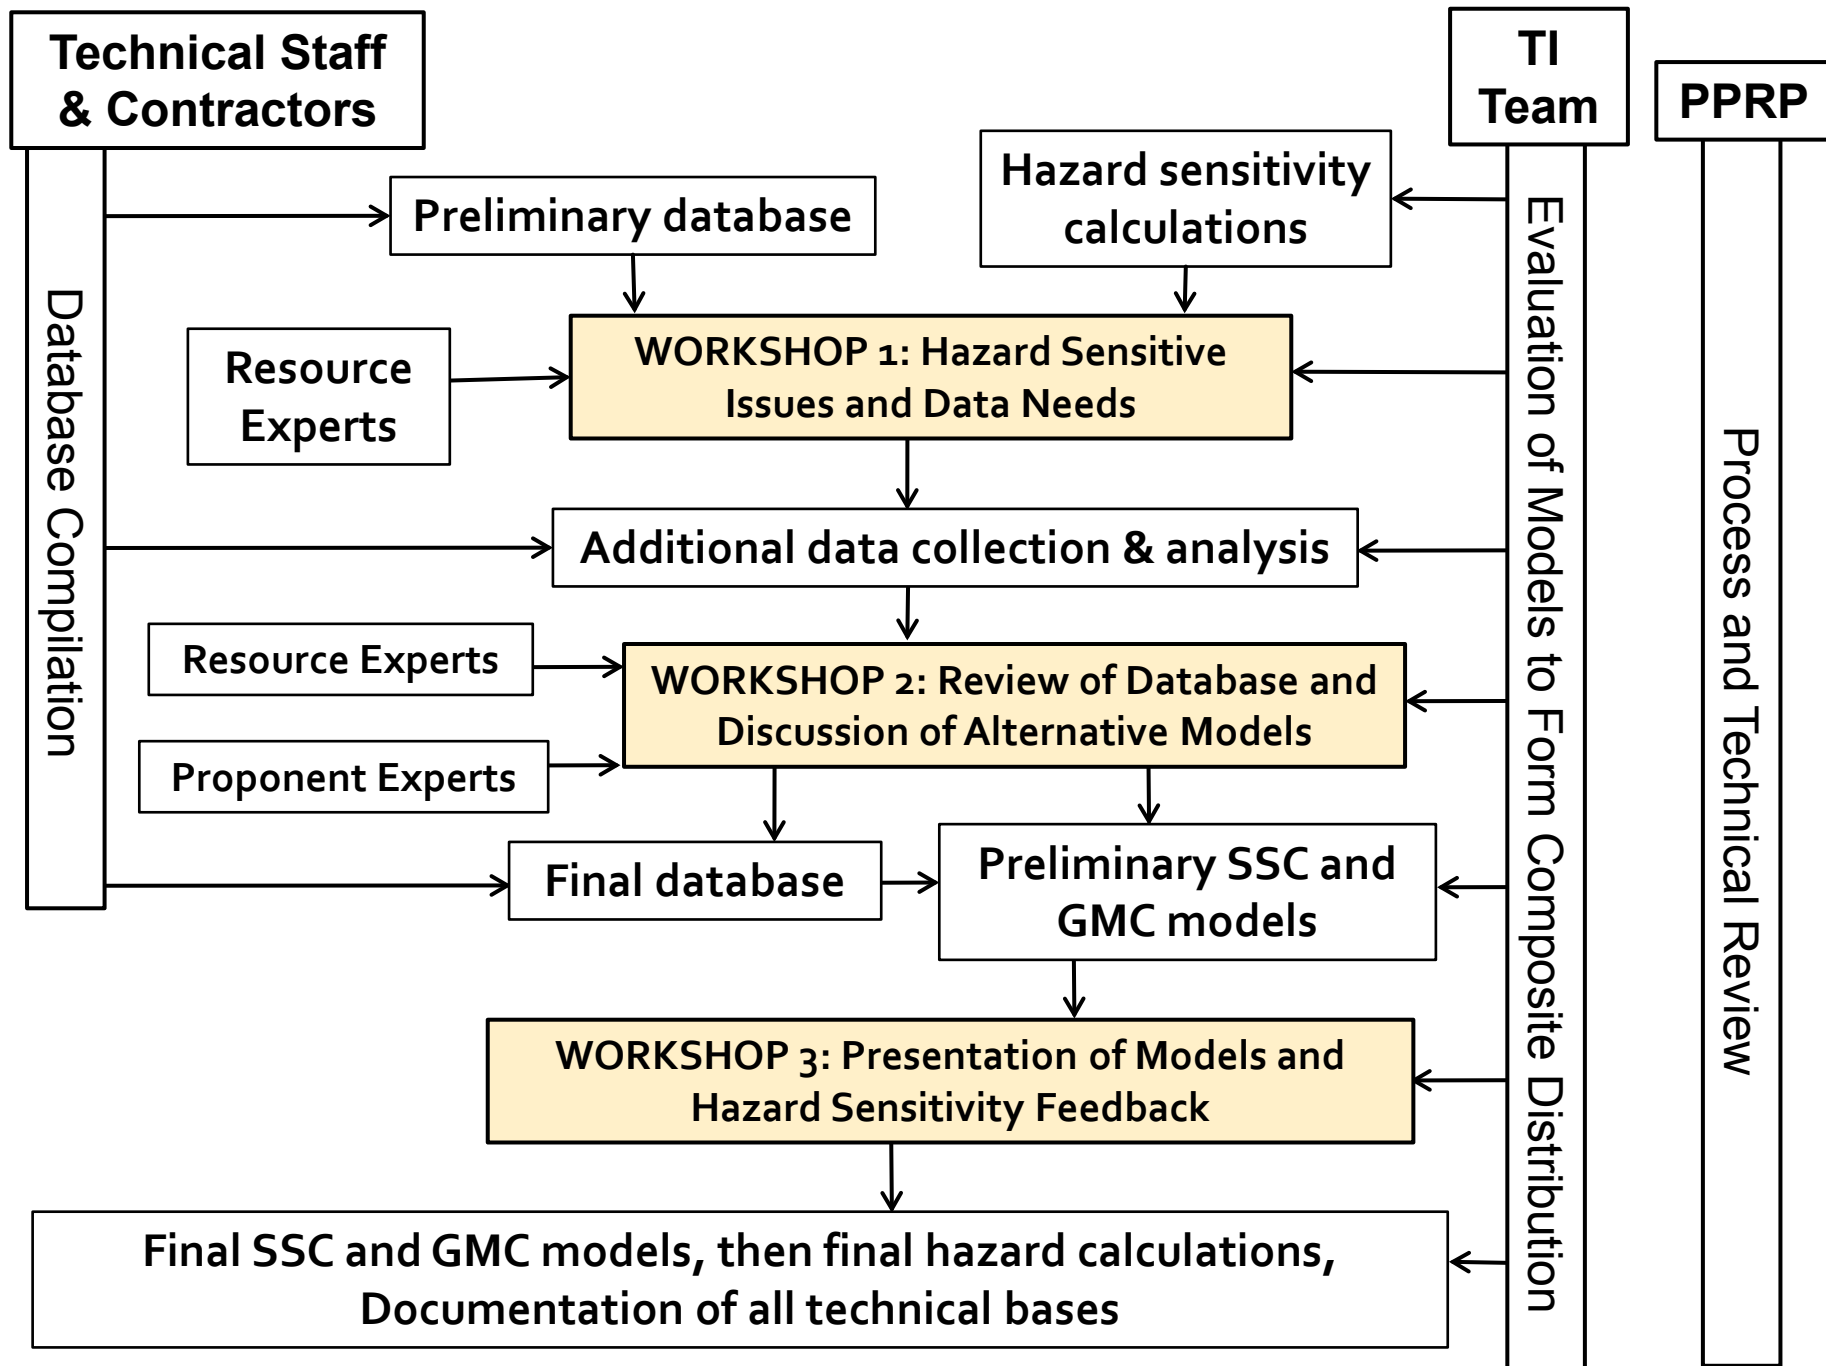 Technical Staff
& Contractors
TI
Team
PPRP
Hazard sensitivity
calculations
Preliminary database
Database Compilation
Evaluation of Models to Form Composite Distribution
Process and Technical Review
Resource
Experts
WORKSHOP 1: Hazard Sensitive
Issues and Data Needs
Additional data collection & analysis
Resource Experts
WORKSHOP 2: Review of Database and
Discussion of Alternative Models
Proponent Experts
Final database
Preliminary SSC and
GMC models
WORKSHOP 3: Presentation of Models and
Hazard Sensitivity Feedback
Final SSC and GMC models, then final hazard calculations,
Documentation of all technical bases